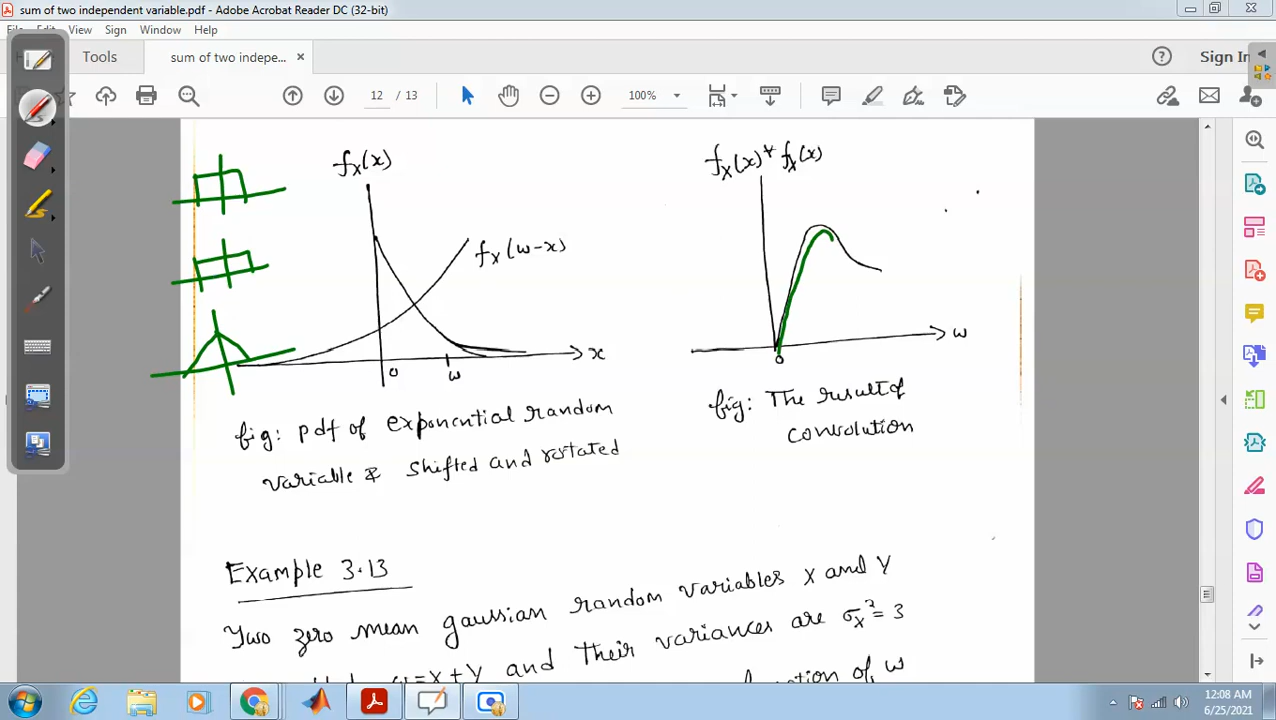 sum of two independent variable.pdf - Adobe Acrobat Reader DC (32-bit)
File Edit View Sign Window Help
Tools
sum of two indepe... ×
Sign In
12 / 13
100%
fx(x)
fx(w-x)
0
w
x
fig: pdf of exponential random
variable & shifted and rotated
fx(x) * fx(x)
0
w
fig: The result of
convolution
Example 3.13
Two zero mean gaussian random variables X and Y
w=X+Y and their variances are σx²=3
of w
12:08 AM
6/25/2021